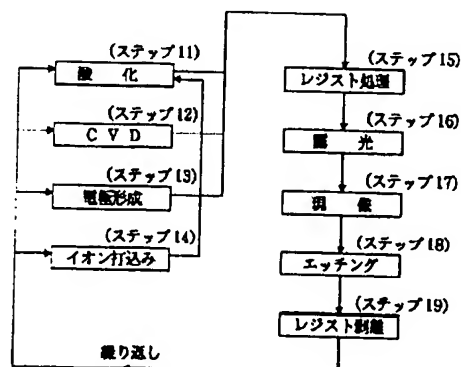 (ステップ11)
酸 化
(ステップ12)
C V D
(ステップ13)
電極形成
(ステップ14)
イオン打込み
繰り返し
(ステップ15)
レジスト処理
(ステップ16)
露 光
(ステップ17)
現 像
(ステップ18)
エッチング
(ステップ19)
レジスト剥離